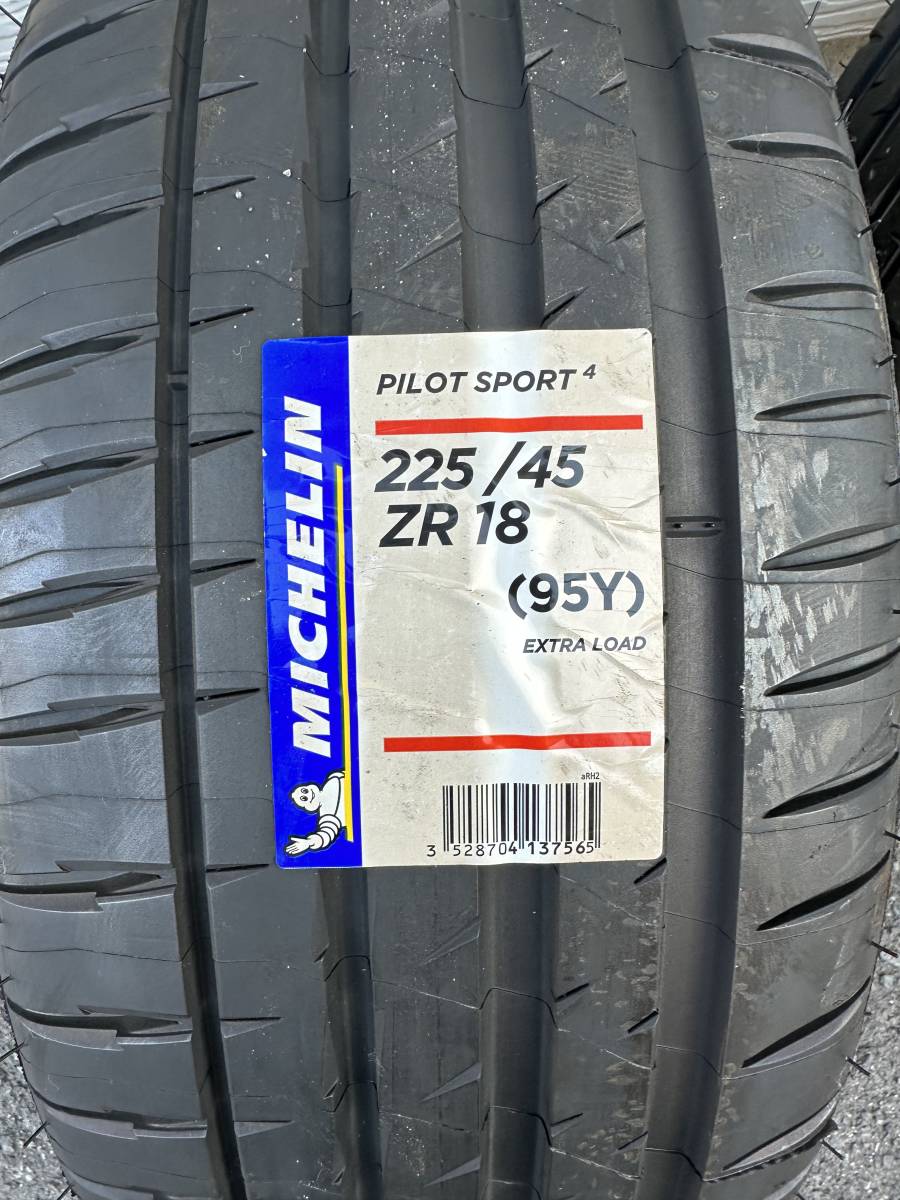 MICHELIN
PILOT SPORT 4
225 /45
ZR 18
(95Y)
EXTRA LOAD
aRH2
3 528704 137565